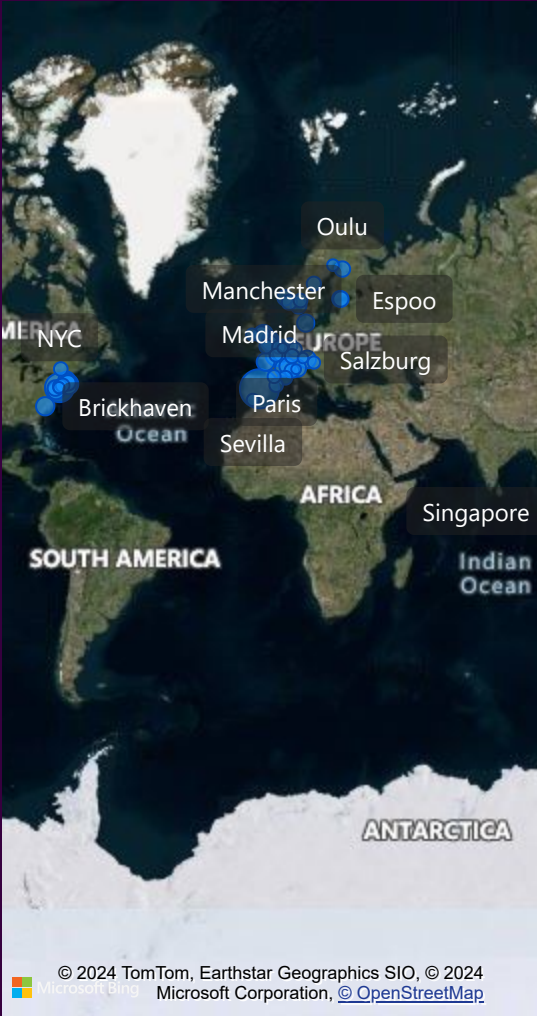 Oulu
Manchester
Espoo
NYC
Madrid
EUROPE
Salzburg
Brickhaven
Paris
Ocean
Sevilla
AFRICA
Singapore
SOUTH AMERICA
Indian
Ocean
ANTARCTICA
© 2024 TomTom, Earthstar Geographics SIO, © 2024
Microsoft Bing
Microsoft Corporation, © OpenStreetMap